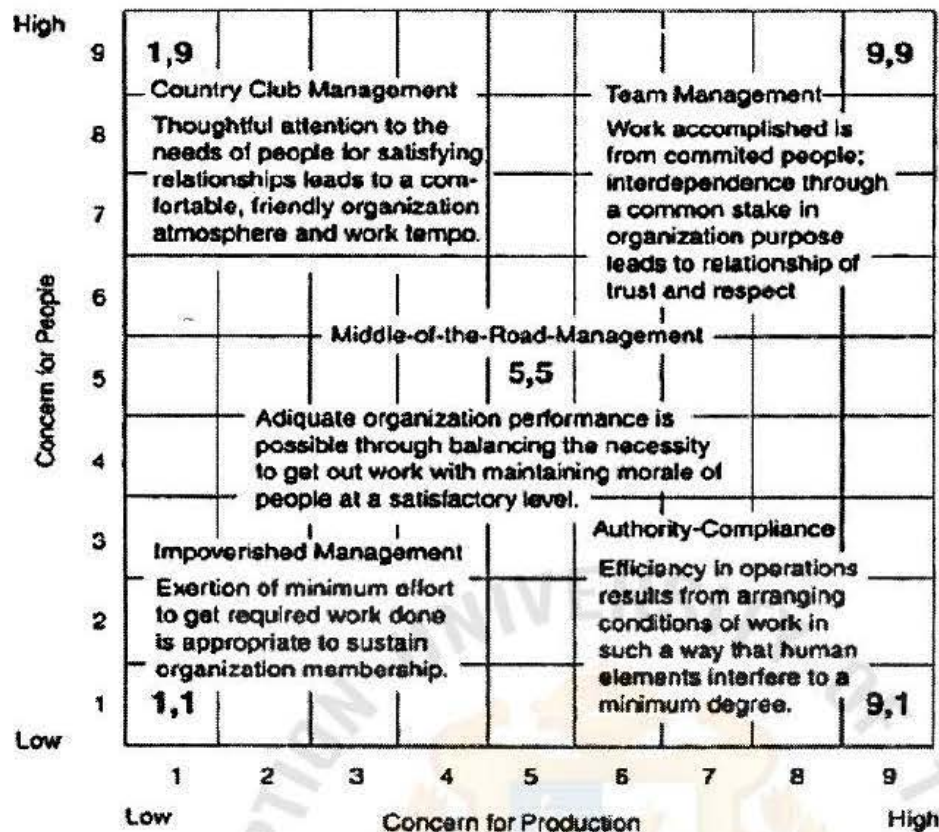 High
9
1,9
9,9
Country Club Management
Thoughtful attention to the
needs of people for satisfying
relationships leads to a com-
fortable, friendly organization
atmosphere and work tempo.
Team Management
Work accomplished is
from commited people;
interdependence through
a common stake in
organization purpose
leads to relationship of
trust and respect
8
7
6
Concern for People
Middle-of-the-Road-Management
5
5,5
Adiquate organization performance is
possible through balancing the necessity
to get out work with maintaining morale of
people at a satisfactory level.
4
3
Impoverished Management
Exertion of minimum effort
to get required work done
is appropriate to sustain
organization membership.
Authority-Compliance
Efficiency in operations
results from arranging
conditions of work in
such a way that human
elements interfere to a
minimum degree.
2
1
1,1
9,1
Low
1 2 3 4 5 6 7 8 9
Low
Concern for Production
High